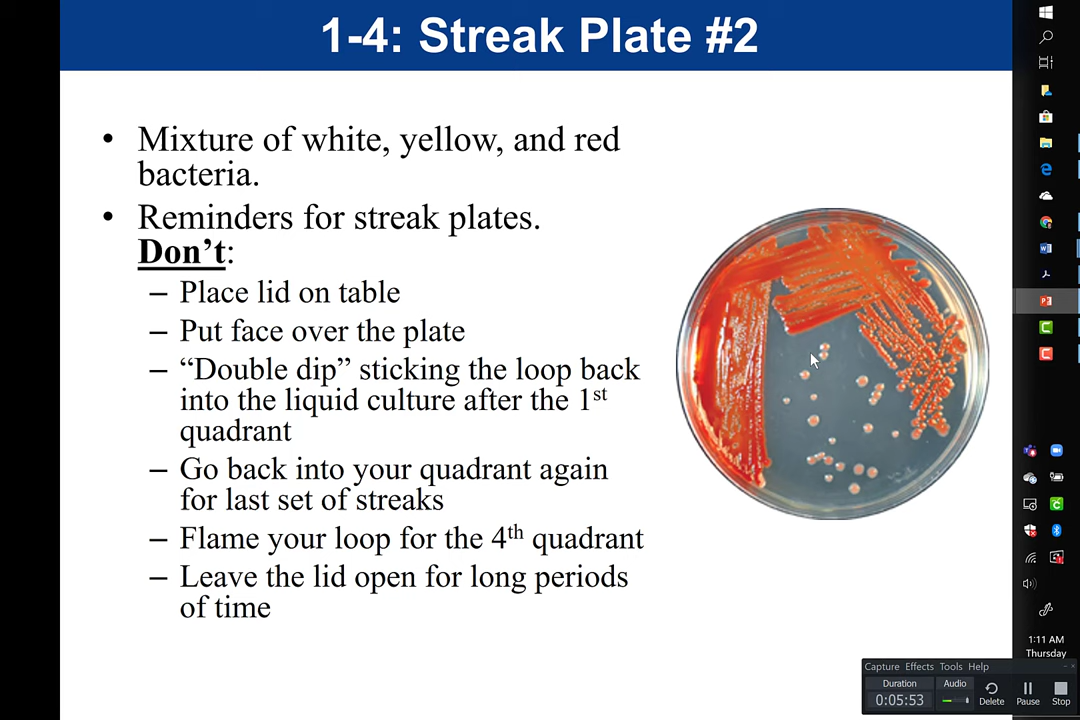 1-4: Streak Plate #2
• Mixture of white, yellow, and red
bacteria.
• Reminders for streak plates.
Don’t:
– Place lid on table
– Put face over the plate
– “Double dip” sticking the loop back
into the liquid culture after the 1st
quadrant
– Go back into your quadrant again
for last set of streaks
– Flame your loop for the 4th quadrant
– Leave the lid open for long periods
of time
1:11 AM
Thursday
Capture Effects Tools Help
Duration
0:05:53
Audio
Delete
Pause
Stop